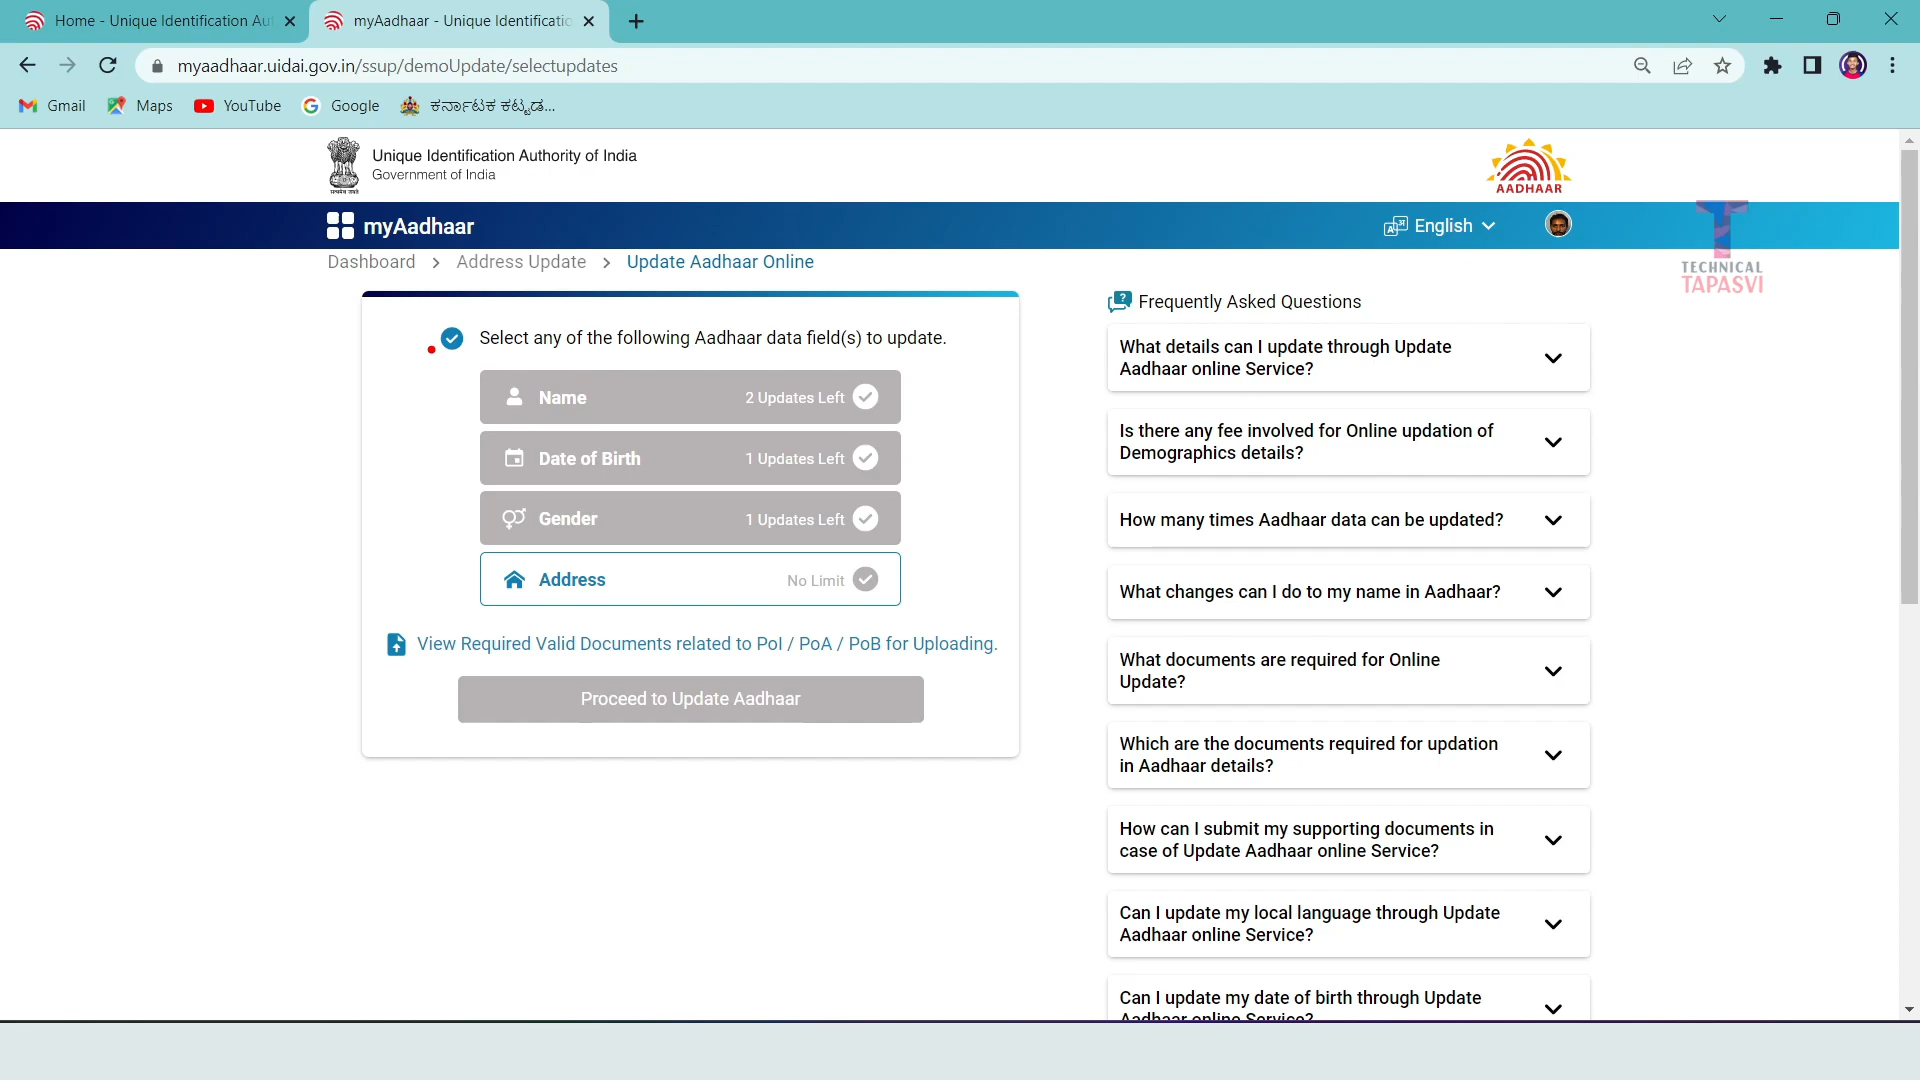 Home - Unique Identification Aut
myAadhaar - Unique Identificatio
myaadhaar.uidai.gov.in/ssup/demoUpdate/selectupdates
Gmail
Maps
YouTube
Google
ಕರ್ನಾಟಕ ಕಟ್ಟಡ...
Unique Identification Authority of India
Government of India
सत्यमेव जयते
AADHAAR
myAadhaar
English
TECHNICAL
TAPASVI
Dashboard > Address Update > Update Aadhaar Online
Select any of the following Aadhaar data field(s) to update.
Name 2 Updates Left
Date of Birth 1 Updates Left
Gender 1 Updates Left
Address No Limit
View Required Valid Documents related to PoI / PoA / PoB for Uploading.
Proceed to Update Aadhaar
Frequently Asked Questions
What details can I update through Update
Aadhaar online Service?
Is there any fee involved for Online updation of
Demographics details?
How many times Aadhaar data can be updated?
What changes can I do to my name in Aadhaar?
What documents are required for Online
Update?
Which are the documents required for updation
in Aadhaar details?
How can I submit my supporting documents in
case of Update Aadhaar online Service?
Can I update my local language through Update
Aadhaar online Service?
Can I update my date of birth through Update
Aadhaar online Service?